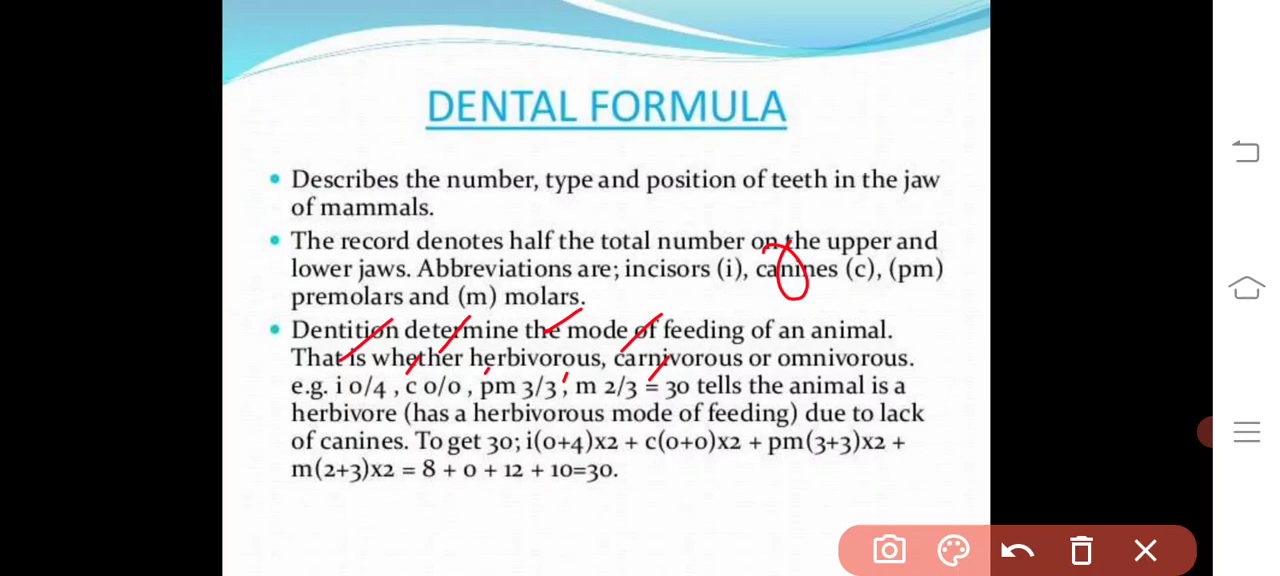 DENTAL FORMULA
• Describes the number, type and position of teeth in the jaw
of mammals.
• The record denotes half the total number on the upper and
lower jaws. Abbreviations are; incisors (i), canines (c), (pm)
premolars and (m) molars.
• Dentition determine the mode of feeding of an animal.
That is whether herbivorous, carnivorous or omnivorous.
e.g. i 0/4 , c 0/0 , pm 3/3 , m 2/3 = 30 tells the animal is a
herbivore (has a herbivorous mode of feeding) due to lack
of canines. To get 30; i(0+4)x2 + c(0+0)x2 + pm(3+3)x2 +
m(2+3)x2 = 8 + 0 + 12 + 10=30.